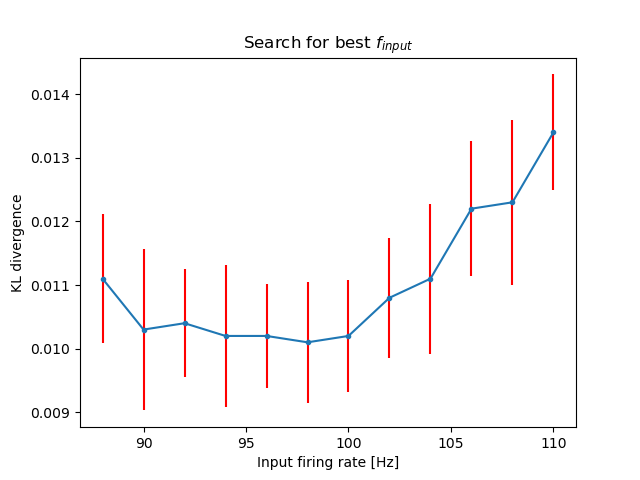 Search for best f_input
0.014
0.013
0.012
0.011
0.010
0.009
KL divergence
90 95 100 105 110
Input firing rate [Hz]